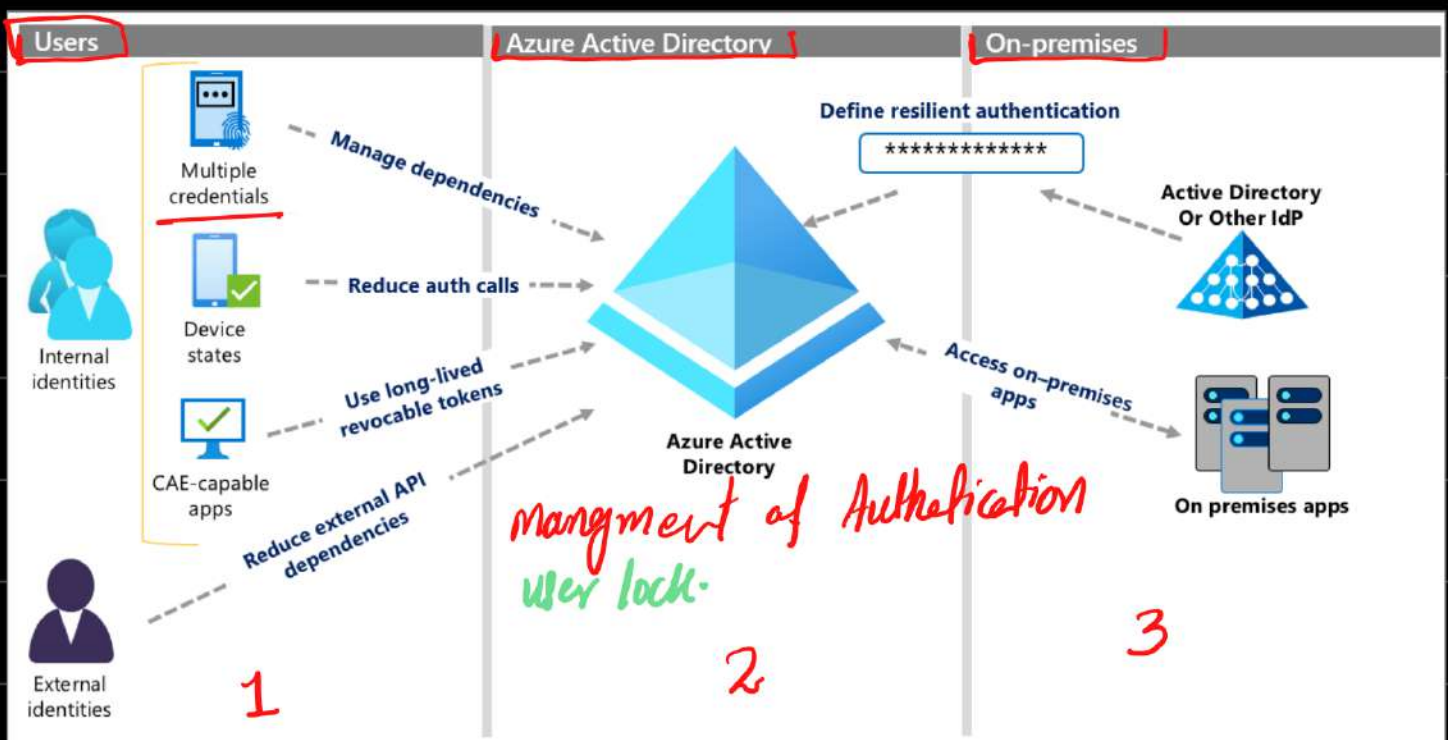 Users
Azure Active Directory
On-premises
Multiple
credentials
Manage dependencies
Device
states
Reduce auth calls
Internal
identities
CAE-capable
apps
Use long-lived
revocable tokens
External
identities
Reduce external API
dependencies
Azure Active
Directory
Define resilient authentication
*************
Active Directory
Or Other IdP
Access on-premises
apps
On premises apps
mangment of Authetication
user lock.
1
2
3